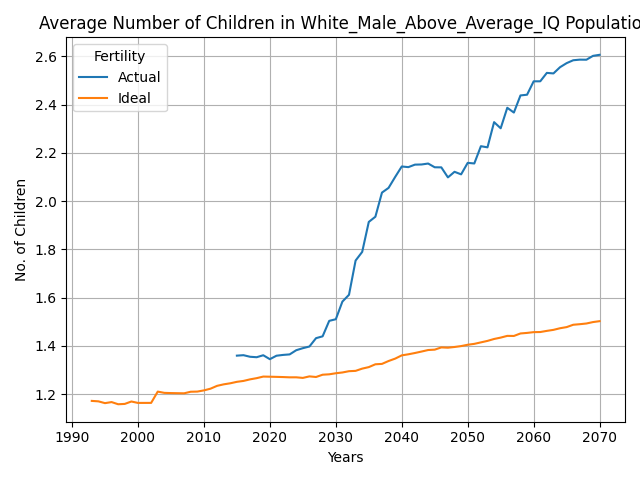 Average Number of Children in White_Male_Above_Average_IQ Populatio
Fertility
Actual
Ideal
2.6
2.4
2.2
2.0
1.8
1.6
1.4
1.2
No. of Children
1990 2000 2010 2020 2030 2040 2050 2060 2070
Years